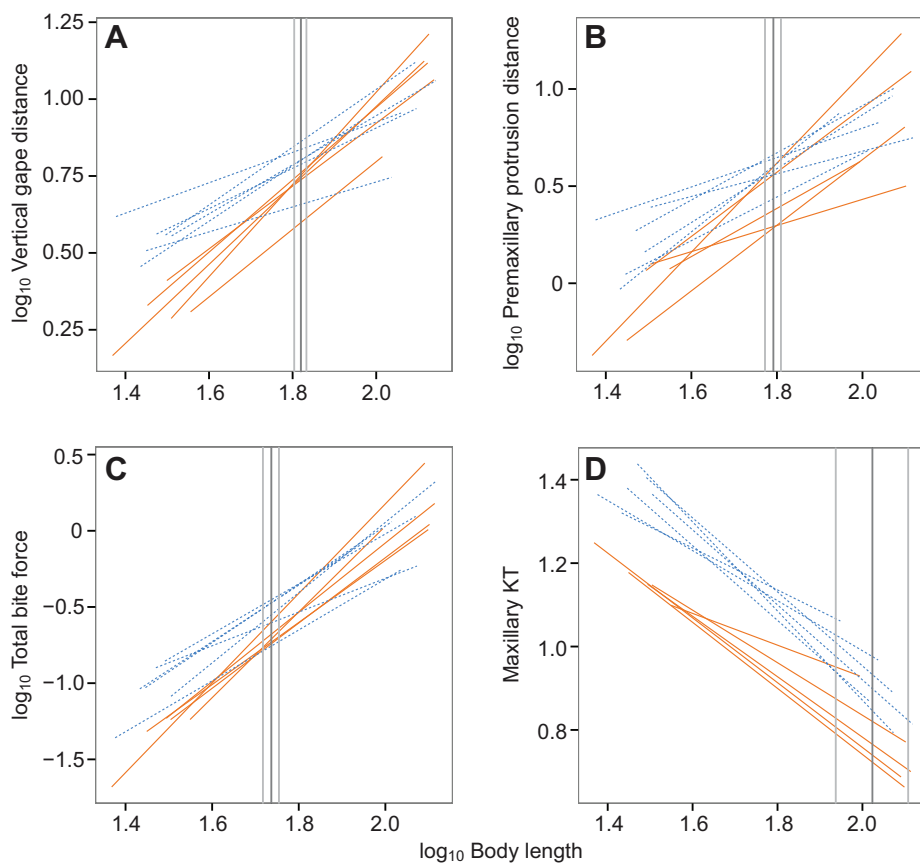 A
log₁₀ Vertical gape distance
1.25
1.00
0.75
0.50
0.25
1.4 1.6 1.8 2.0
B
log₁₀ Premaxillary protrusion distance
1.0
0.5
0
1.4 1.6 1.8 2.0
C
log₁₀ Total bite force
0.5
0
−0.5
−1.0
−1.5
1.4 1.6 1.8 2.0
D
Maxillary KT
1.4
1.2
1.0
0.8
1.4 1.6 1.8 2.0
log₁₀ Body length